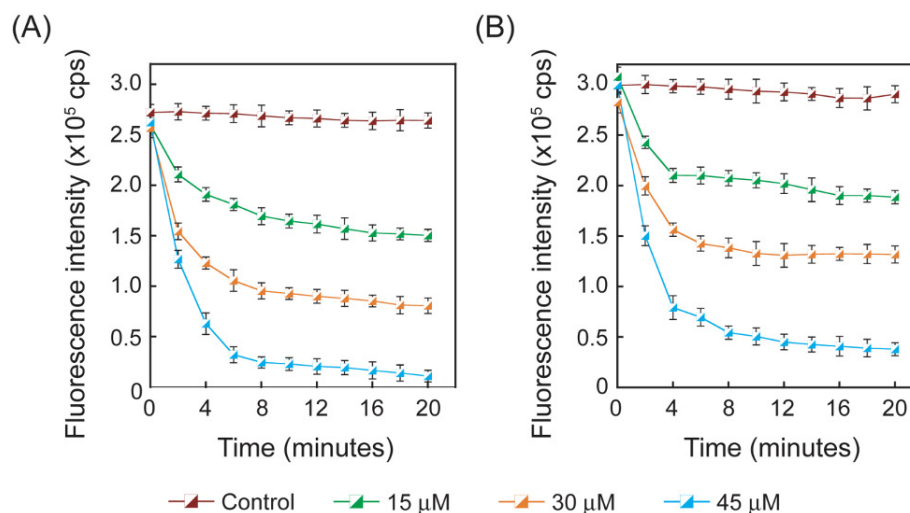 (A)
Fluorescence intensity (x10⁵ cps)
3.0
2.5
2.0
1.5
1.0
0.5
0
0 4 8 12 16 20
Time (minutes)
(B)
Fluorescence intensity (x10⁵ cps)
3.0
2.5
2.0
1.5
1.0
0.5
0
0 4 8 12 16 20
Time (minutes)
Control 15 μM 30 μM 45 μM